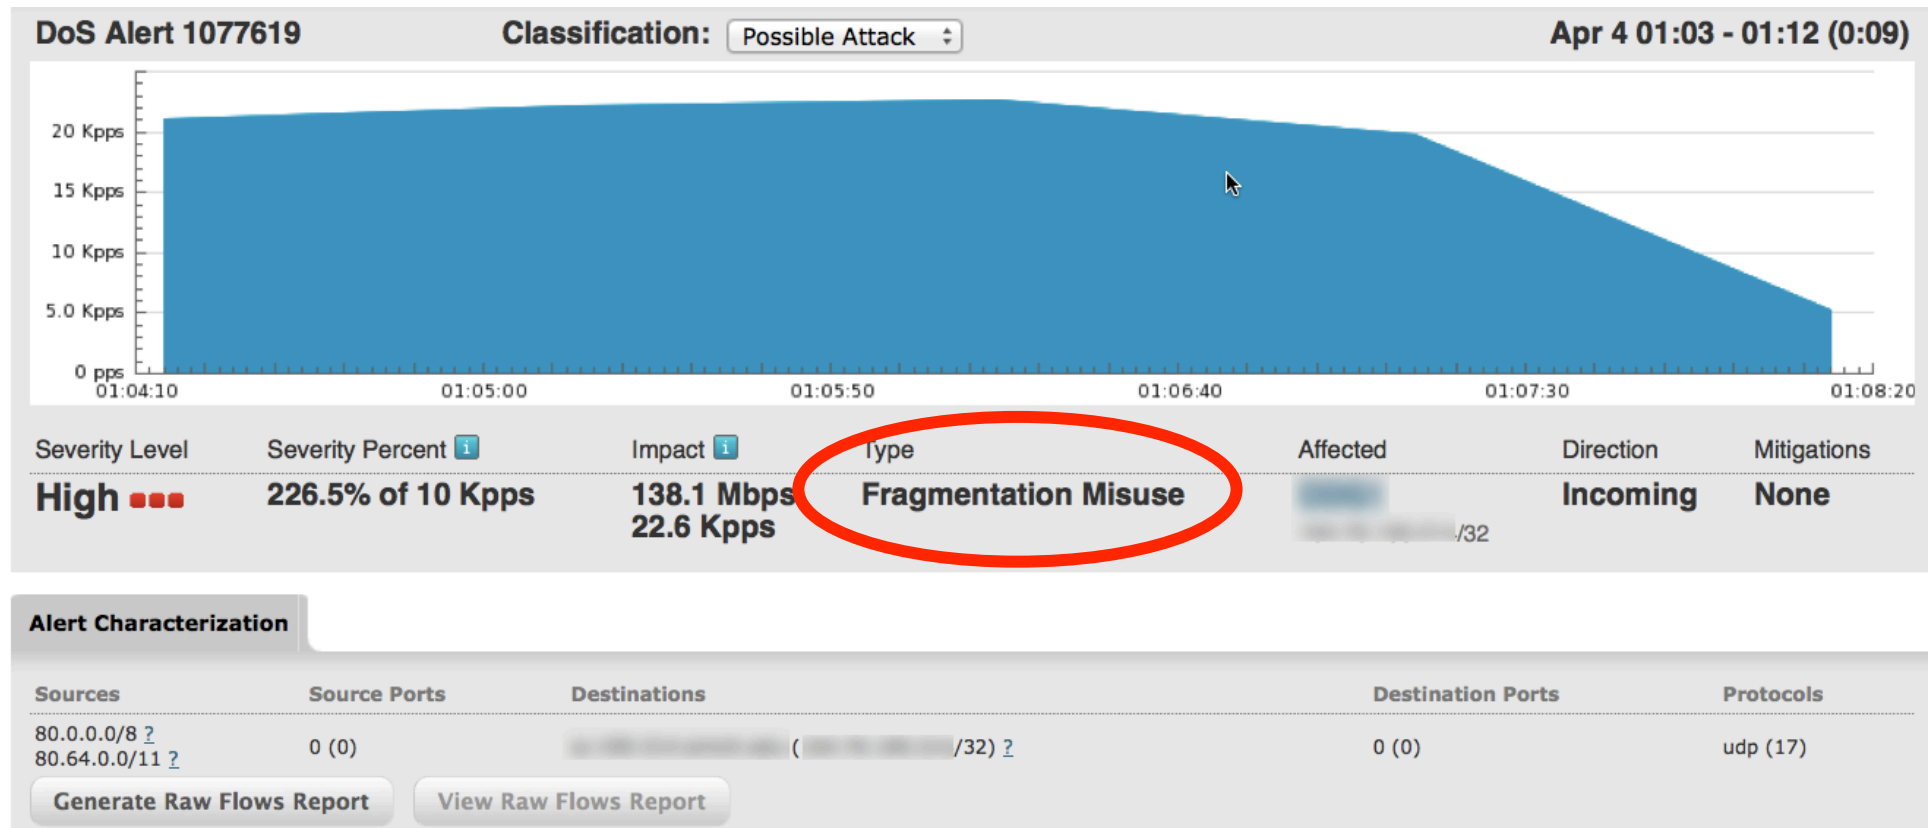 DoS Alert 1077619 Classification: Possible Attack Apr 4 01:03 - 01:12 (0:09)
20 Kpps
15 Kpps
10 Kpps
5.0 Kpps
0 pps
01:04:10 01:05:00 01:05:50 01:06:40 01:07:30 01:08:20
Severity Level Severity Percent i Impact i Type Affected Direction Mitigations
High 226.5% of 10 Kpps 138.1 Mbps Fragmentation Misuse Incoming None
22.6 Kpps
/32
Alert Characterization
Sources Source Ports Destinations Destination Ports Protocols
80.0.0.0/8 ?
80.64.0.0/11 ? 0 (0) ( /32) ? 0 (0) udp (17)
Generate Raw Flows Report View Raw Flows Report